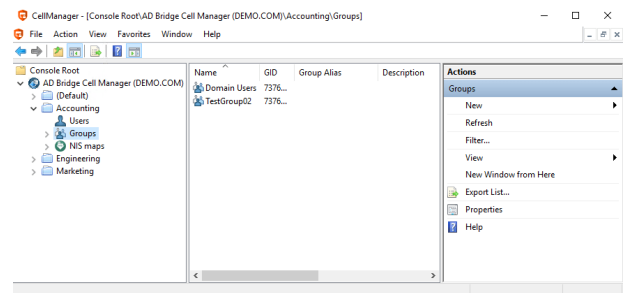 CellManager - [Console Root\AD Bridge Cell Manager (DEMO.COM)\Accounting\Groups]
File Action View Favorites Window Help
Console Root
AD Bridge Cell Manager (DEMO.COM)
(Default)
Accounting
Users
Groups
NIS maps
Engineering
Marketing
Name GID Group Alias Description
Domain Users 7376...
TestGroup02 7376...
Actions
Groups
New
Refresh
Filter...
View
New Window from Here
Export List...
Properties
Help